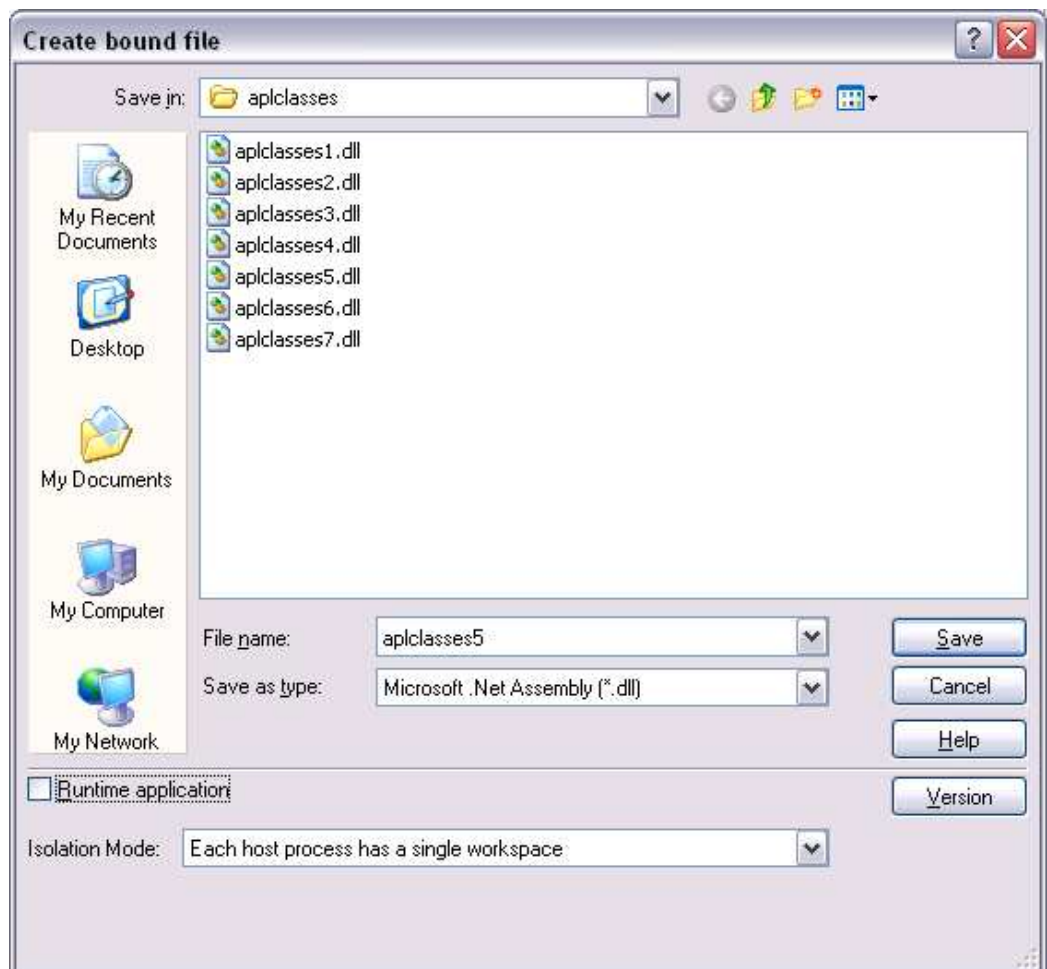 Create bound file
Save in: aplclasses
My Recent Documents
Desktop
My Documents
My Computer
My Network
aplclasses1.dll
aplclasses2.dll
aplclasses3.dll
aplclasses4.dll
aplclasses5.dll
aplclasses6.dll
aplclasses7.dll
File name: aplclasses5 Save
Save as type: Microsoft .Net Assembly (*.dll) Cancel
Help
Runtime application Version
Isolation Mode: Each host process has a single workspace